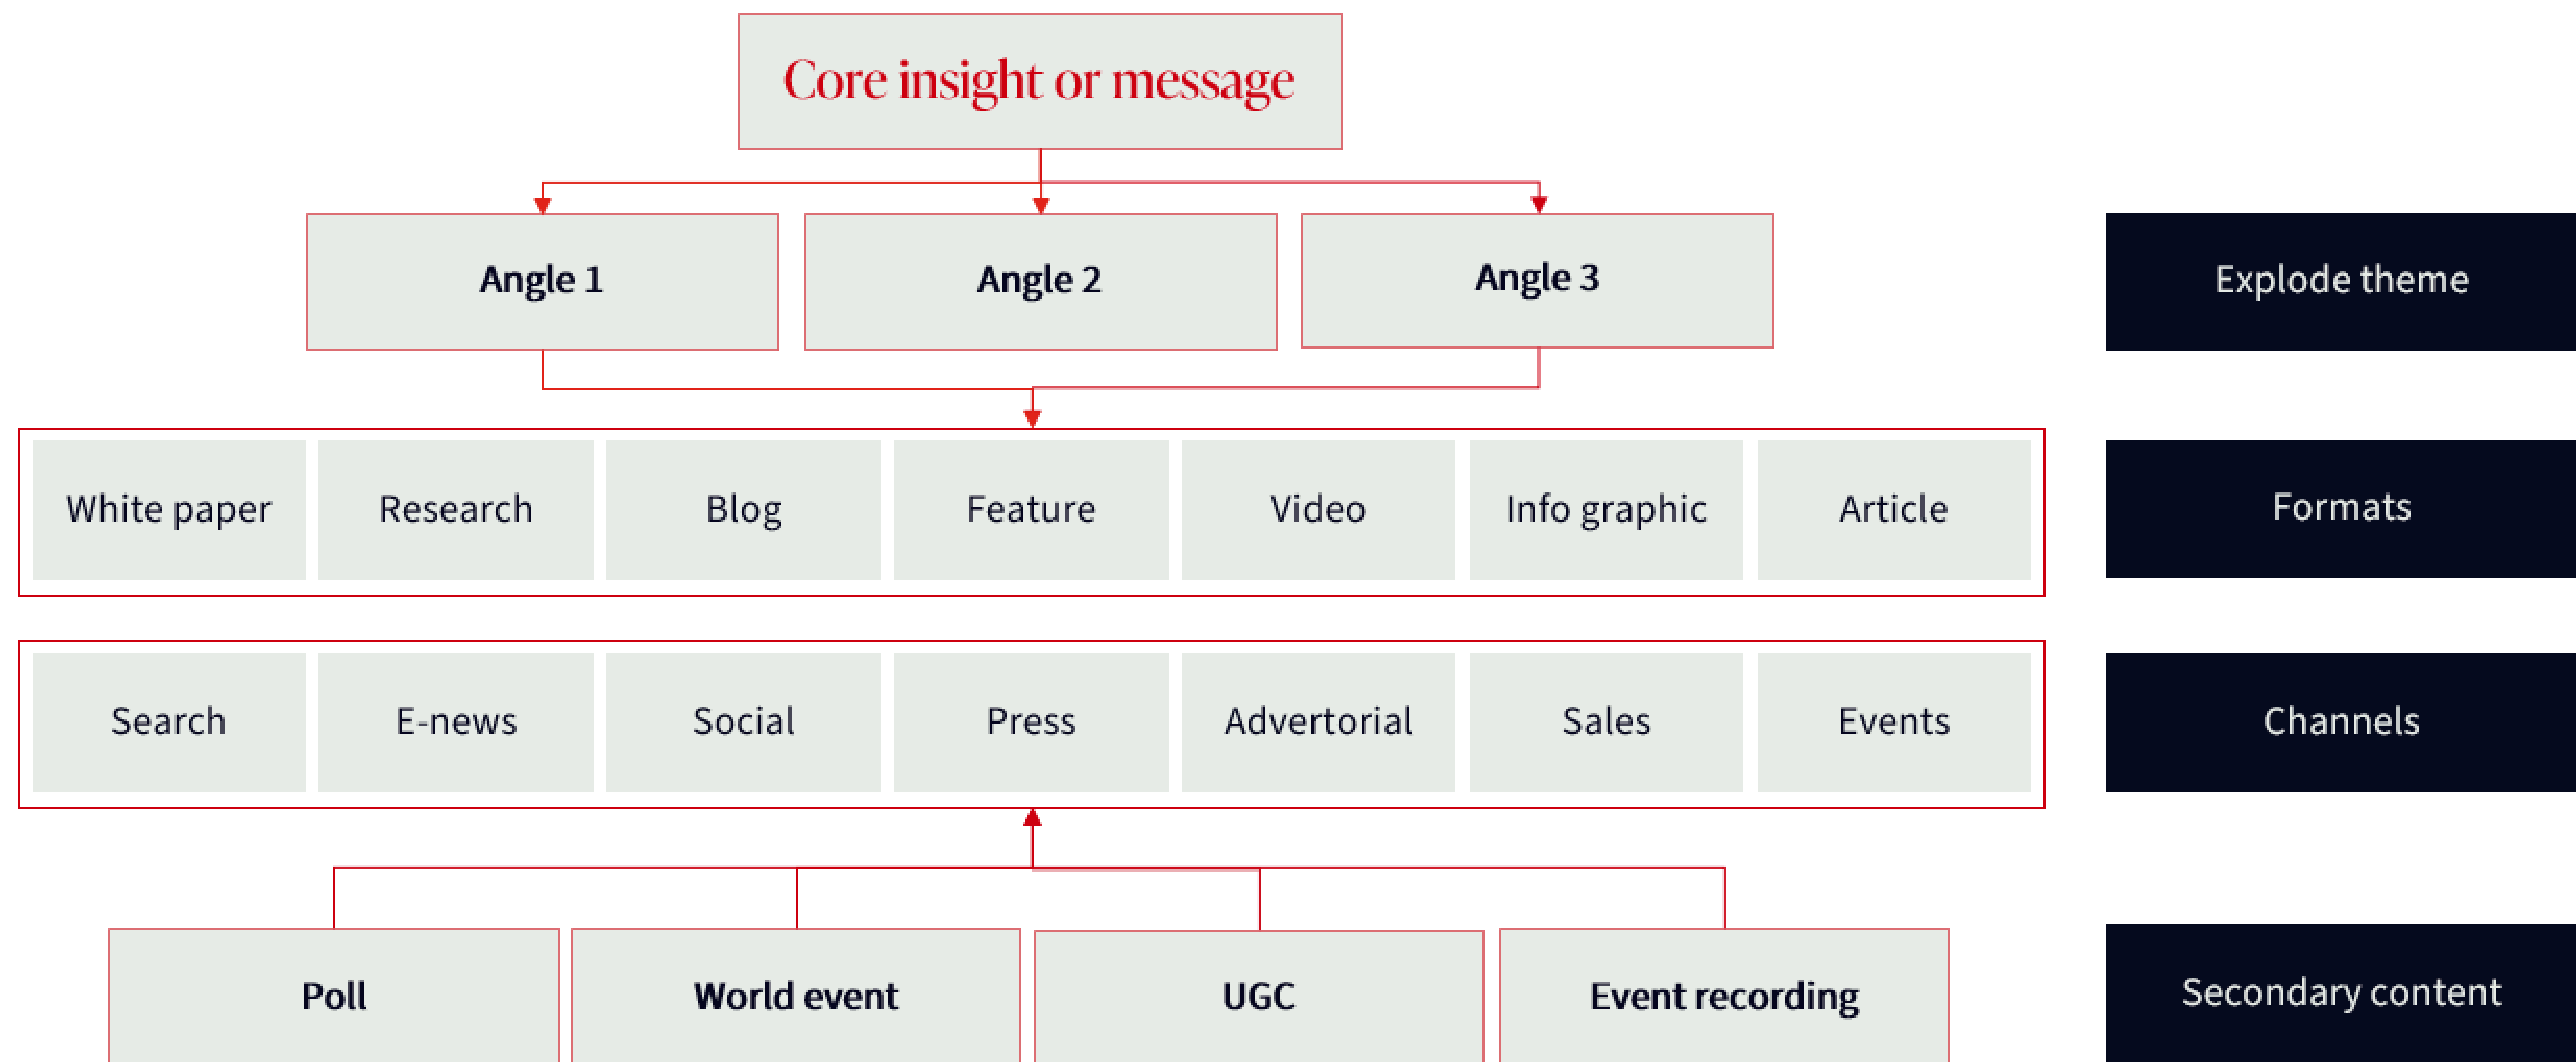 Core insight or message
Angle 1
Angle 2
Angle 3
Explode theme
White paper
Research
Blog
Feature
Video
Info graphic
Article
Formats
Search
E-news
Social
Press
Advertorial
Sales
Events
Channels
Poll
World event
UGC
Event recording
Secondary content